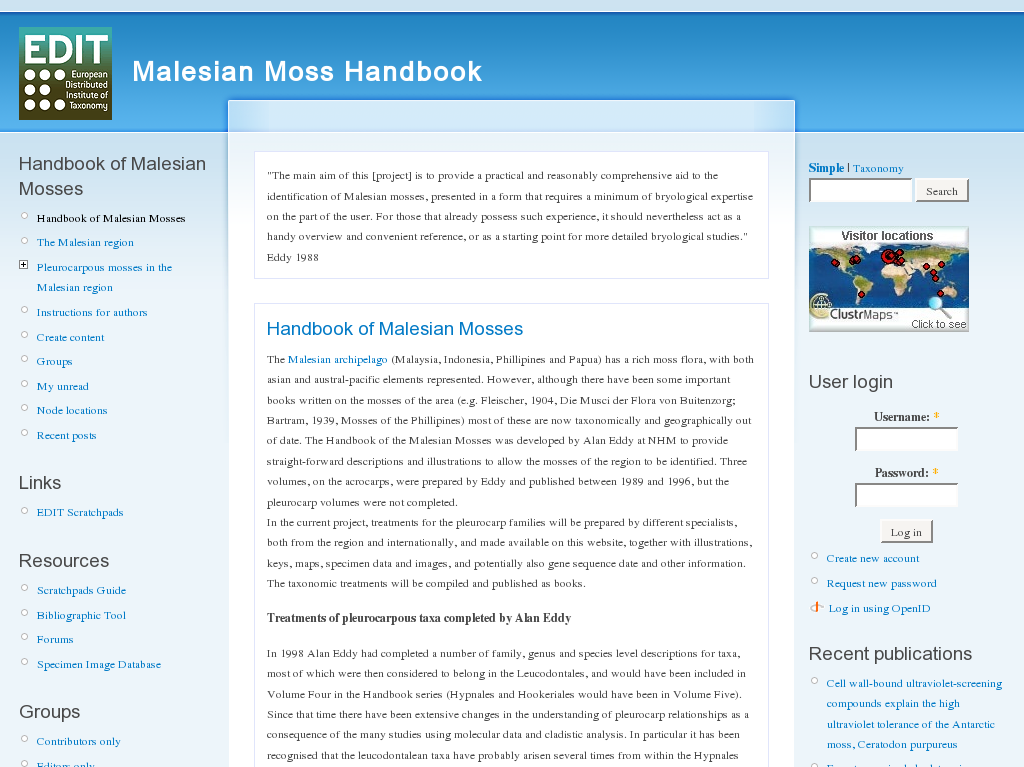 EDIT
European
Distributed
Institute of
Taxonomy
Malesian Moss Handbook
Handbook of Malesian
Mosses
Handbook of Malesian Mosses
The Malesian region
Pleurocarpous mosses in the
Malesian region
Instructions for authors
Create content
Groups
My unread
Node locations
Recent posts
Links
EDIT Scratchpads
Resources
Scratchpads Guide
Bibliographic Tool
Forums
Specimen Image Database
Groups
Contributors only
Editors only
"The main aim of this [project] is to provide a practical and reasonably comprehensive aid to the
identification of Malesian mosses, presented in a form that requires a minimum of bryological expertise
on the part of the user. For those that already possess such experience, it should nevertheless act as a
handy overview and convenient reference, or as a starting point for more detailed bryological studies."
Eddy 1988
Handbook of Malesian Mosses
The Malesian archipelago (Malaysia, Indonesia, Phillipines and Papua) has a rich moss flora, with both
asian and austral-pacific elements represented. However, although there have been some important
books written on the mosses of the area (e.g. Fleischer, 1904, Die Musci der Flora von Buitenzorg;
Bartram, 1939, Mosses of the Phillipines) most of these are now taxonomically and geographically out
of date. The Handbook of the Malesian Mosses was developed by Alan Eddy at NHM to provide
straight-forward descriptions and illustrations to allow the mosses of the region to be identified. Three
volumes, on the acrocarps, were prepared by Eddy and published between 1989 and 1996, but the
pleurocarp volumes were not completed.
In the current project, treatments for the pleurocarp families will be prepared by different specialists,
both from the region and internationally, and made available on this website, together with illustrations,
keys, maps, specimen data and images, and potentially also gene sequence date and other information.
The taxonomic treatments will be compiled and published as books.
Treatments of pleurocarpous taxa completed by Alan Eddy
In 1998 Alan Eddy had completed a number of family, genus and species level descriptions for taxa,
most of which were then considered to belong in the Leucodontales, and would have been included in
Volume Four in the Handbook series (Hypnales and Hookeriales would have been in Volume Five).
Since that time there have been extensive changes in the understanding of pleurocarp relationships as a
consequence of the many studies using molecular data and cladistic analysis. In particular it has been
recognised that the leucodontalean taxa have probably arisen several times from within the Hypnales
Simple | Taxonomy
Search
Visitor locations
ClustrMaps™
Click to see
User login
Username: *
Password: *
Log in
Create new account
Request new password
Log in using OpenID
Recent publications
Cell wall-bound ultraviolet-screening
compounds explain the high
ultraviolet tolerance of the Antarctic
moss, Ceratodon purpureus